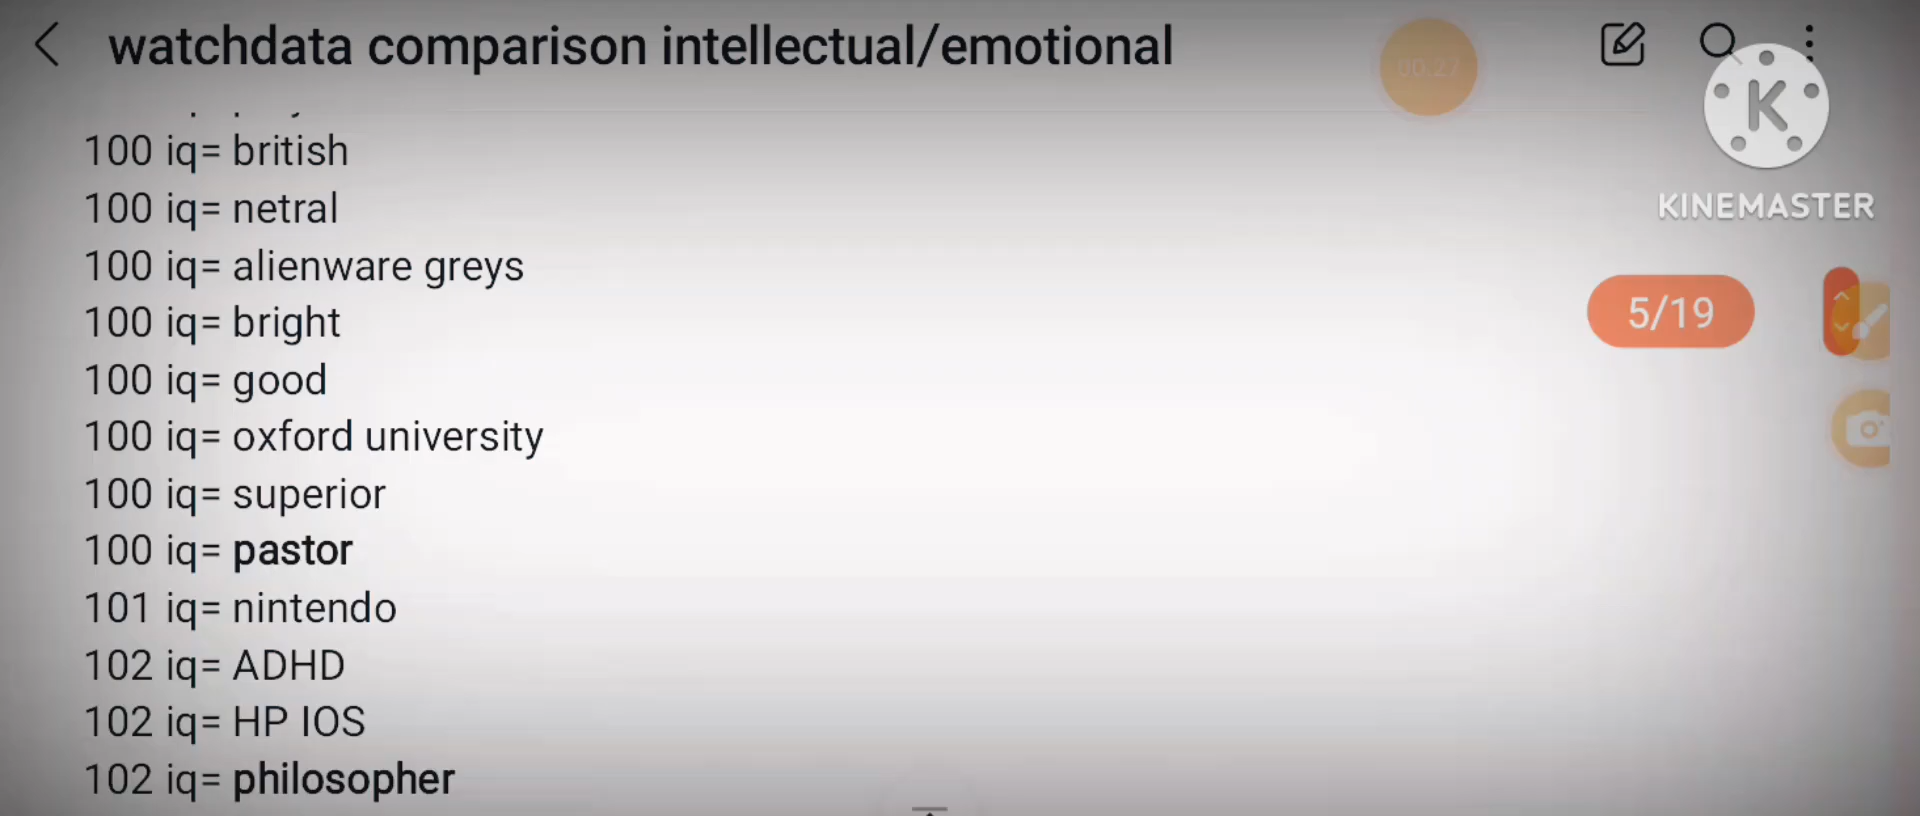 watchdata comparison intellectual/emotional
00:27
KINEMASTER
100 iq= british
100 iq= netral
100 iq= alienware greys
100 iq= bright
5/19
100 iq= good
100 iq= oxford university
100 iq= superior
100 iq= pastor
101 iq= nintendo
102 iq= ADHD
102 iq= HP IOS
102 iq= philosopher